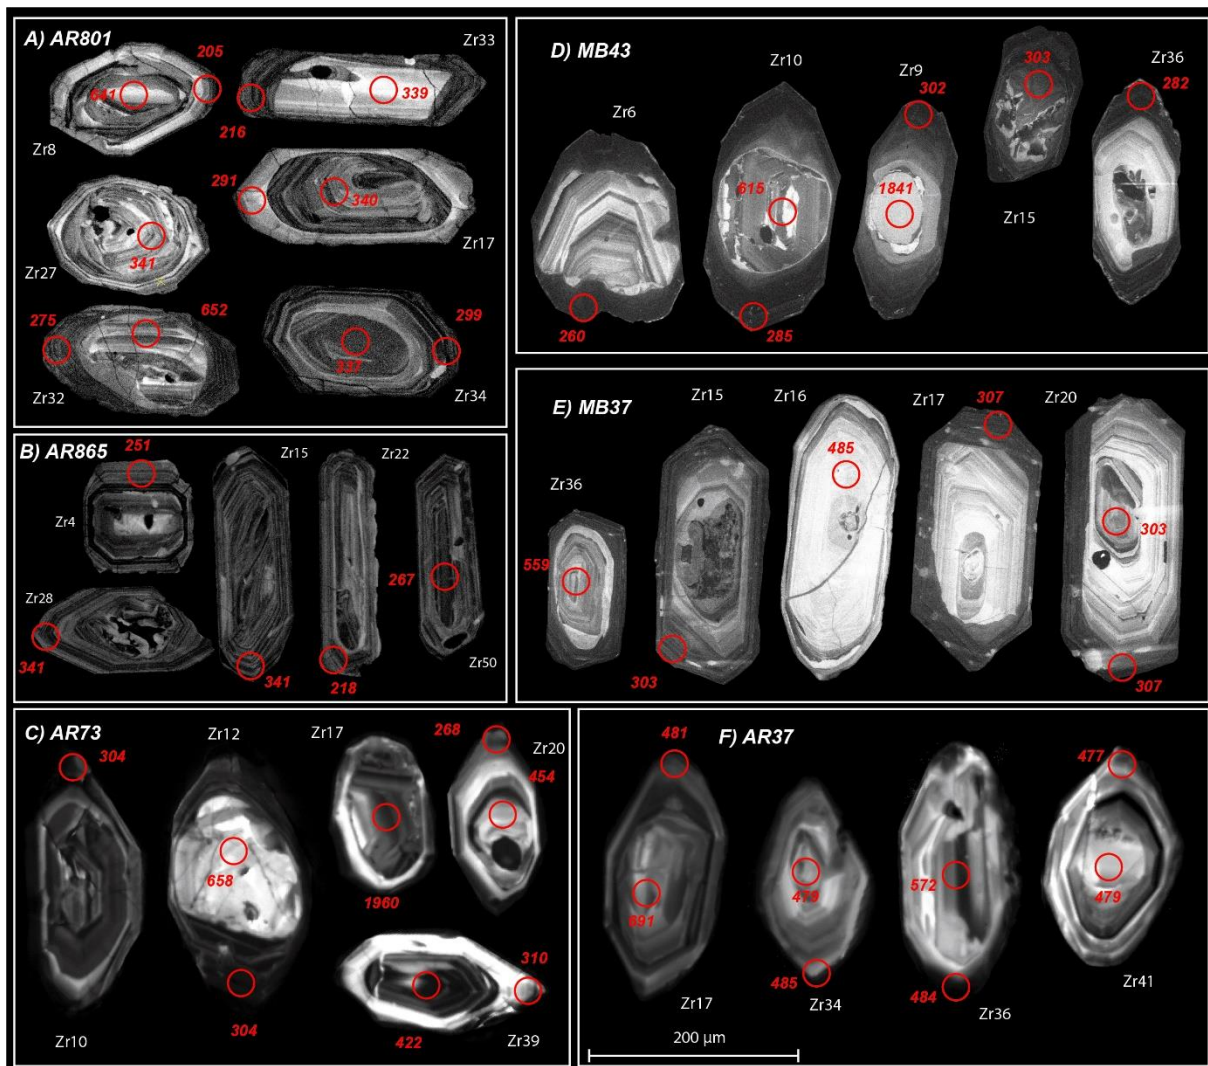 A) AR801
205
641
Zr8
Zr33
339
216
291
340
Zr17
341
Zr27
275
652
Zr32
299
337
Zr34
B) AR865
251
Zr4
Zr15
341
Zr22
218
267
Zr50
Zr28
341
C) AR73
304
Zr10
Zr12
658
304
Zr17
1960
268
Zr20
454
310
422
Zr39
D) MB43
Zr6
260
Zr10
615
285
Zr9
302
1841
303
Zr15
Zr36
282
E) MB37
Zr36
559
Zr15
303
Zr16
485
Zr17
307
Zr20
303
307
F) AR37
481
691
Zr17
479
485
Zr34
572
484
Zr36
477
479
Zr41
200 µm